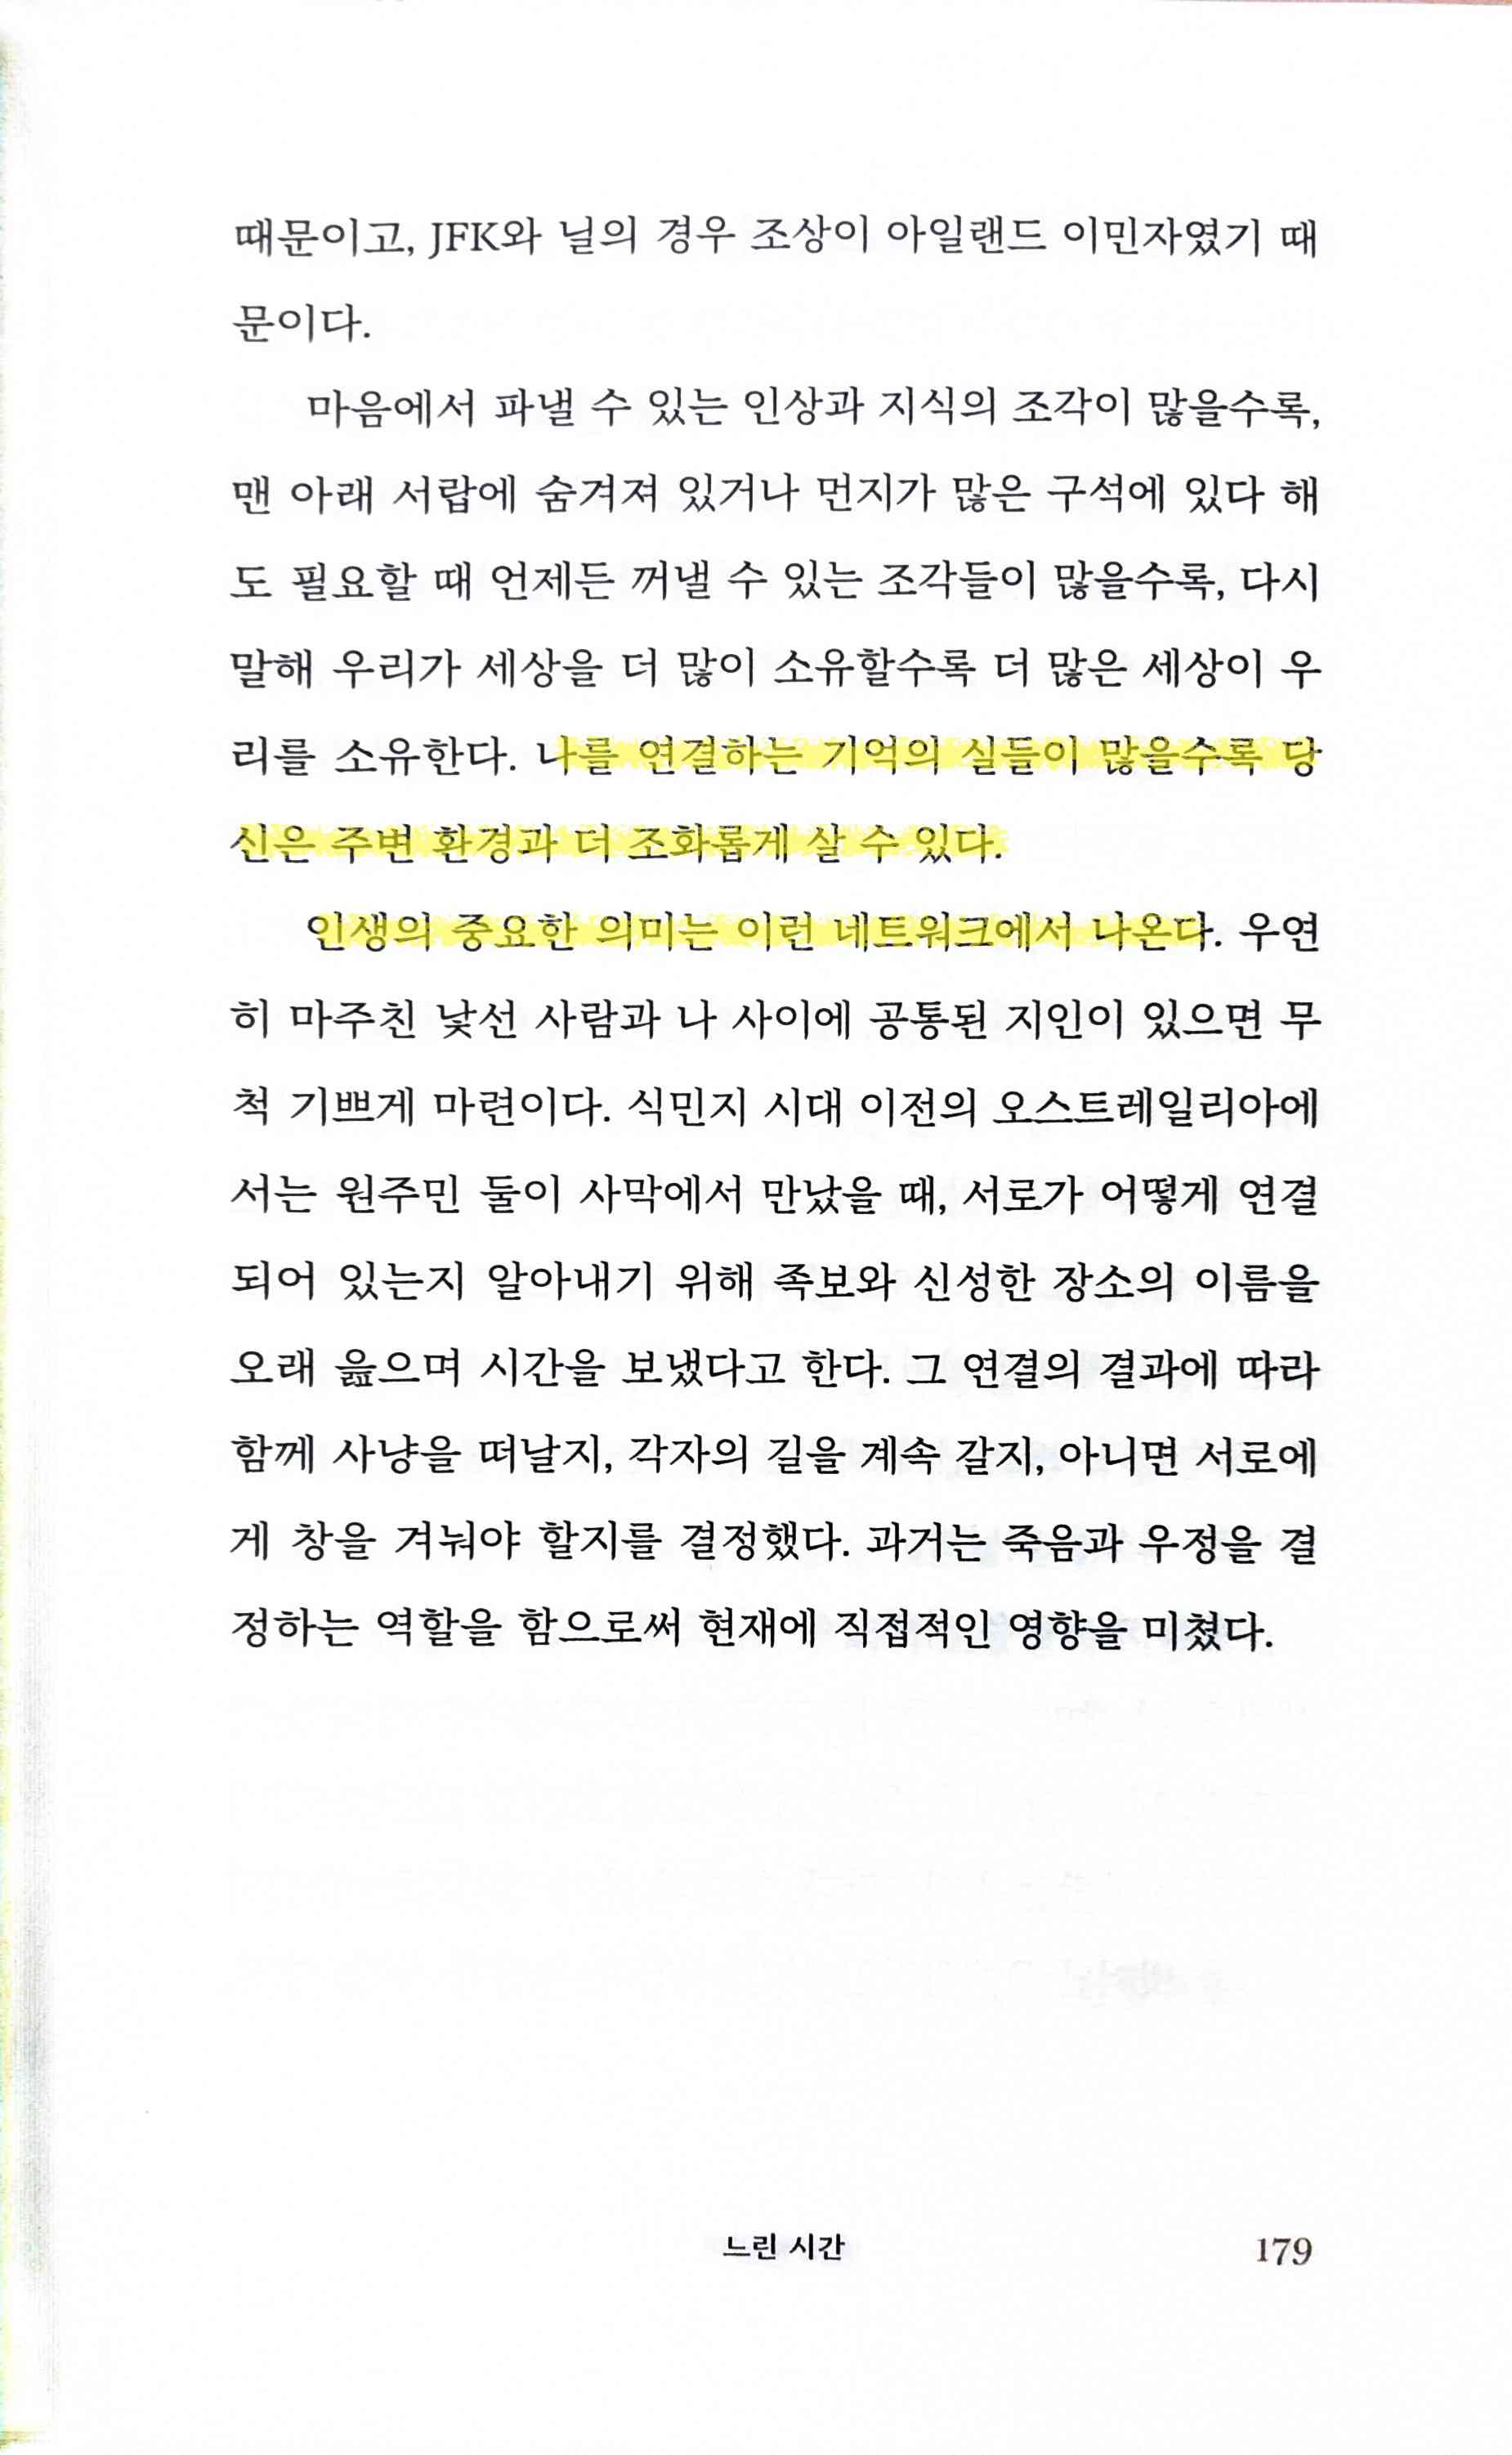 때문이고, JFK와 닐의 경우 조상이 아일랜드 이민자였기 때
문이다.
마음에서 파낼 수 있는 인상과 지식의 조각이 많을수록,
맨 아래 서랍에 숨겨져 있거나 먼지가 많은 구석에 있다 해
도 필요할 때 언제든 꺼낼 수 있는 조각들이 많을수록, 다시
말해 우리가 세상을 더 많이 소유할수록 더 많은 세상이 우
리를 소유한다. 나를 연결하는 기억의 실들이 많을수록 당
신은 주변 환경과 더 조화롭게 살 수 있다.
인생의 중요한 의미는 이런 네트워크에서 나온다. 우연
히 마주친 낯선 사람과 나 사이에 공통된 지인이 있으면 무
척 기쁘게 마련이다. 식민지 시대 이전의 오스트레일리아에
서는 원주민 둘이 사막에서 만났을 때, 서로가 어떻게 연결
되어 있는지 알아내기 위해 족보와 신성한 장소의 이름을
오래 읊으며 시간을 보냈다고 한다. 그 연결의 결과에 따라
함께 사냥을 떠날지, 각자의 길을 계속 갈지, 아니면 서로에
게 창을 겨눠야 할지를 결정했다. 과거는 죽음과 우정을 결
정하는 역할을 함으로써 현재에 직접적인 영향을 미쳤다.
느린 시간 179